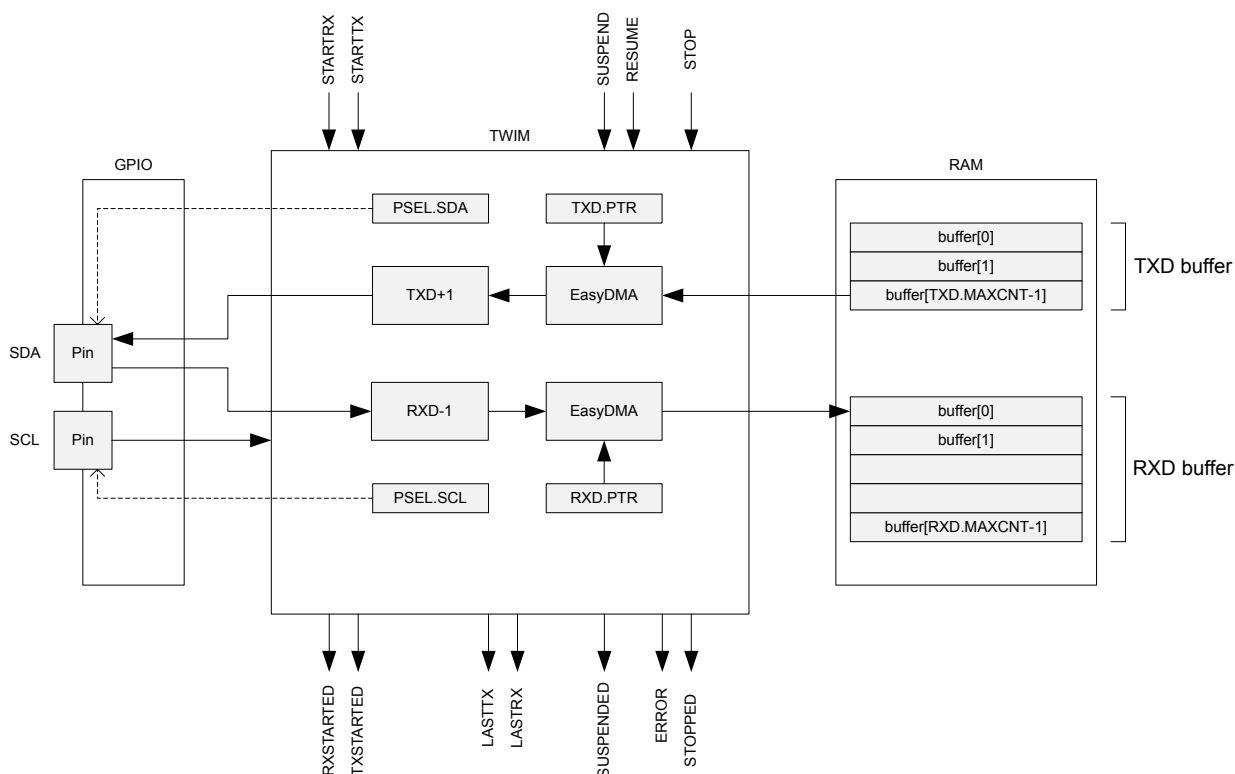 STARTRX
STARTTX
SUSPEND
RESUME
STOP
TWIM
GPIO
RAM
PSEL.SDA
TXD.PTR
buffer[0]
buffer[1]
buffer[TXD.MAXCNT-1]
TXD buffer
TXD+1
EasyDMA
SDA
Pin
RXD-1
EasyDMA
buffer[0]
buffer[1]
buffer[RXD.MAXCNT-1]
RXD buffer
SCL
Pin
PSEL.SCL
RXD.PTR
RXSTARTED
TXSTARTED
LASTTX
LASTRX
SUSPENDED
ERROR
STOPPED